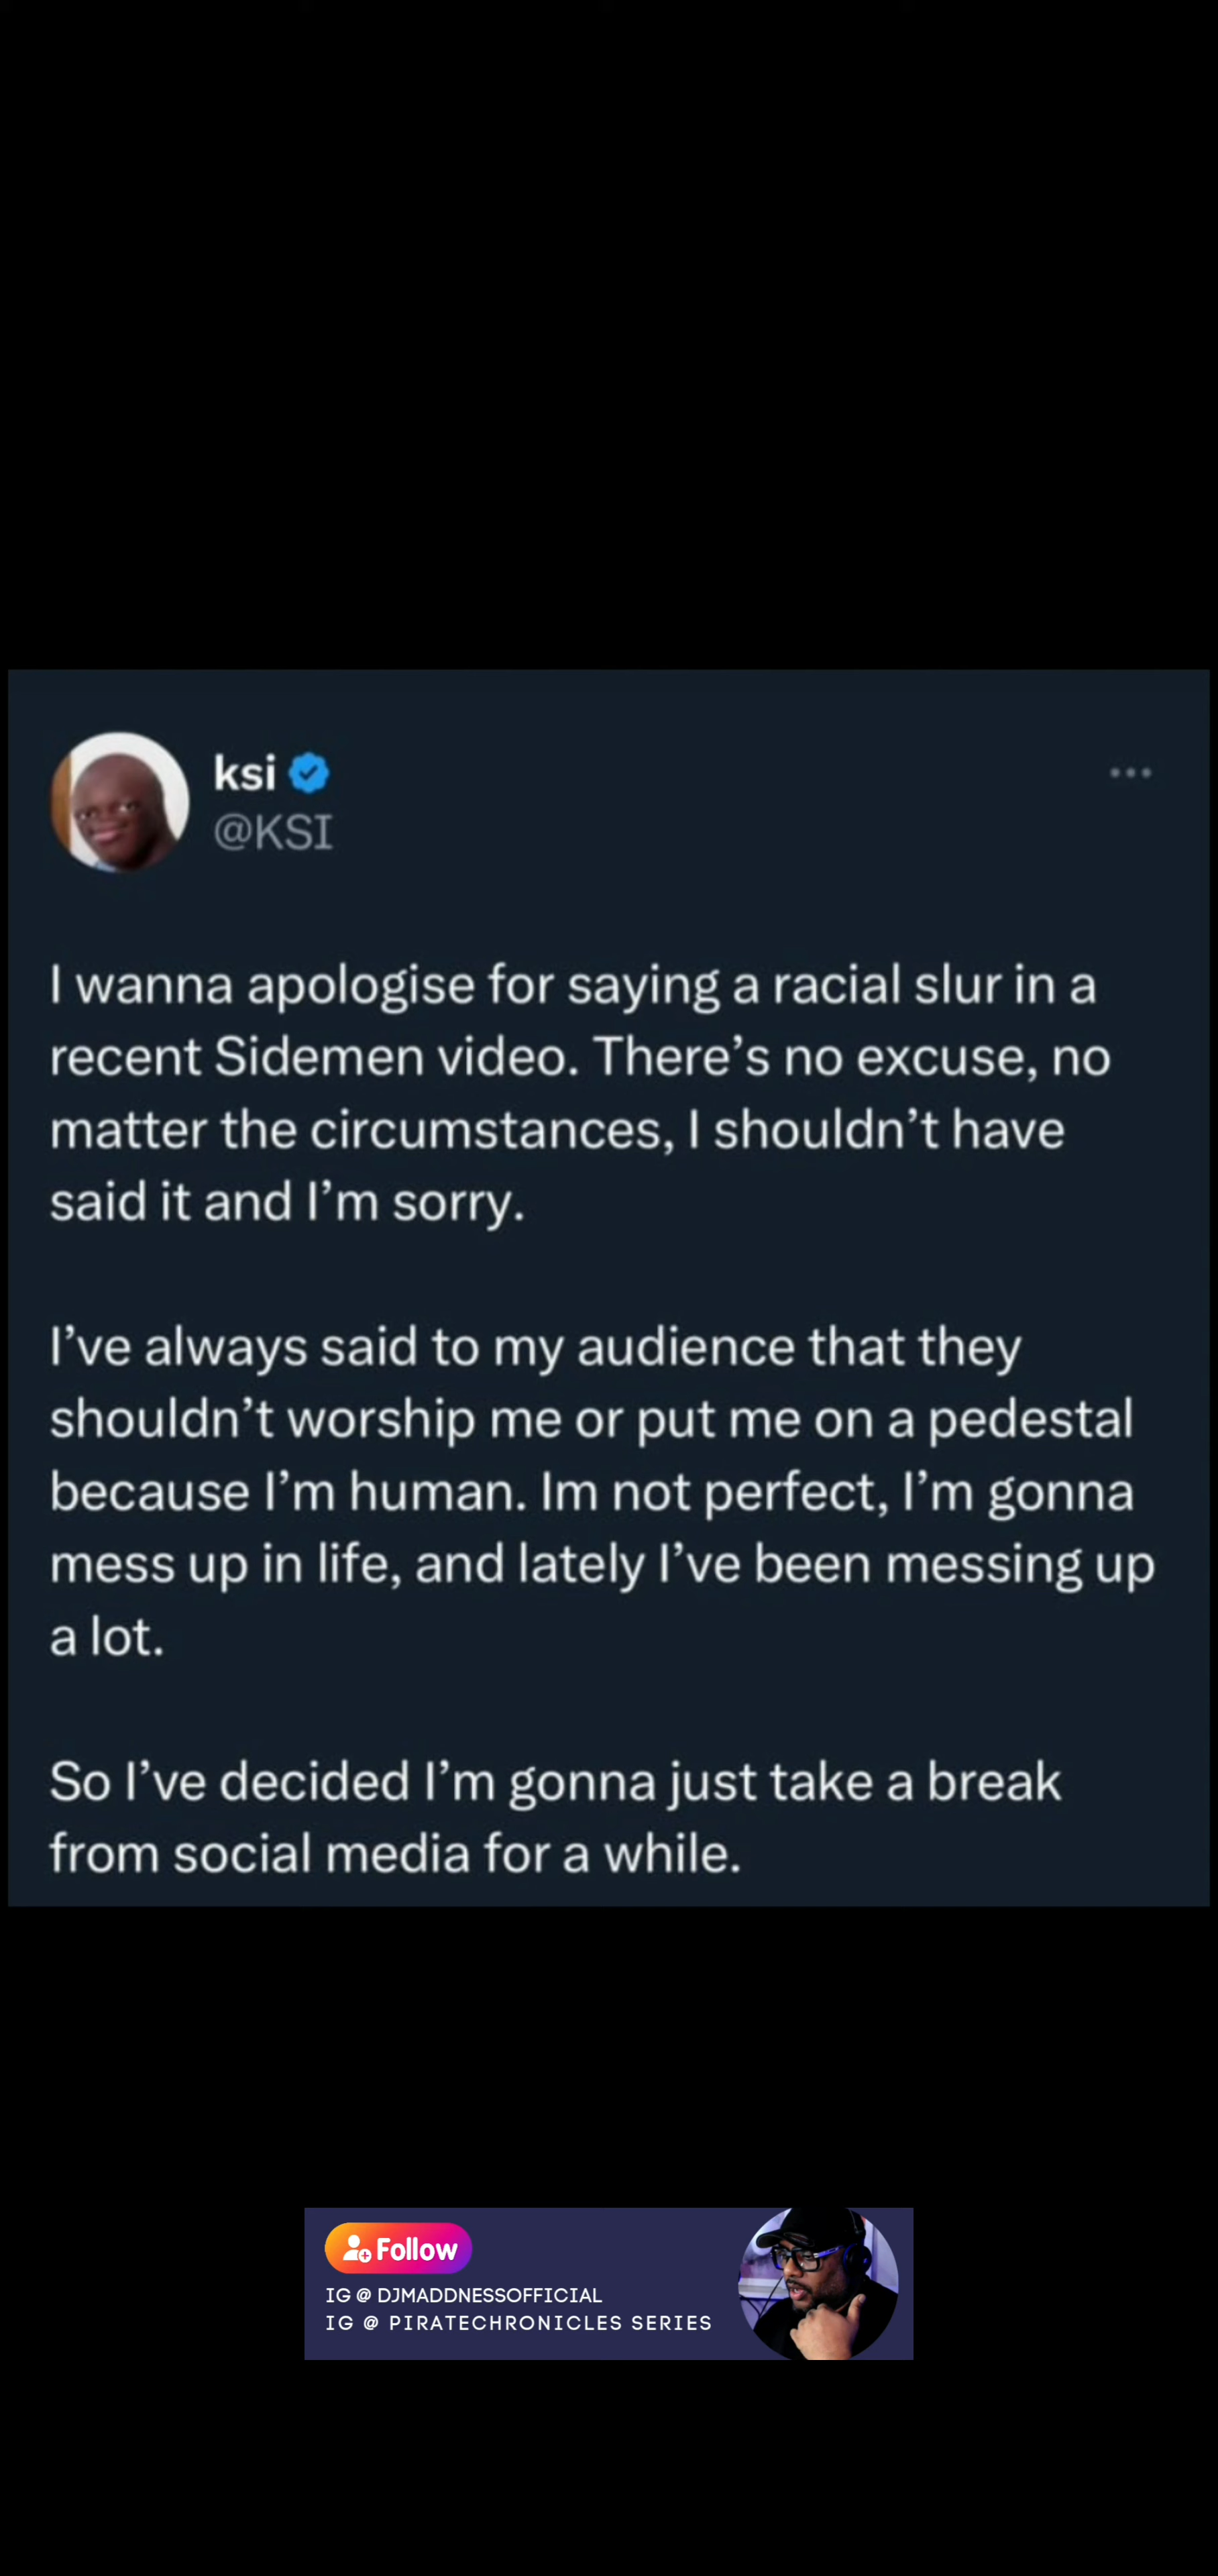 ksi
@KSI
I wanna apologise for saying a racial slur in a
recent Sidemen video. There’s no excuse, no
matter the circumstances, I shouldn’t have
said it and I’m sorry.
I’ve always said to my audience that they
shouldn’t worship me or put me on a pedestal
because I’m human. Im not perfect, I’m gonna
mess up in life, and lately I’ve been messing up
a lot.
So I’ve decided I’m gonna just take a break
from social media for a while.
Follow
IG @ DJMADDNESSOFFICIAL
IG @ PIRATECHRONICLES SERIES